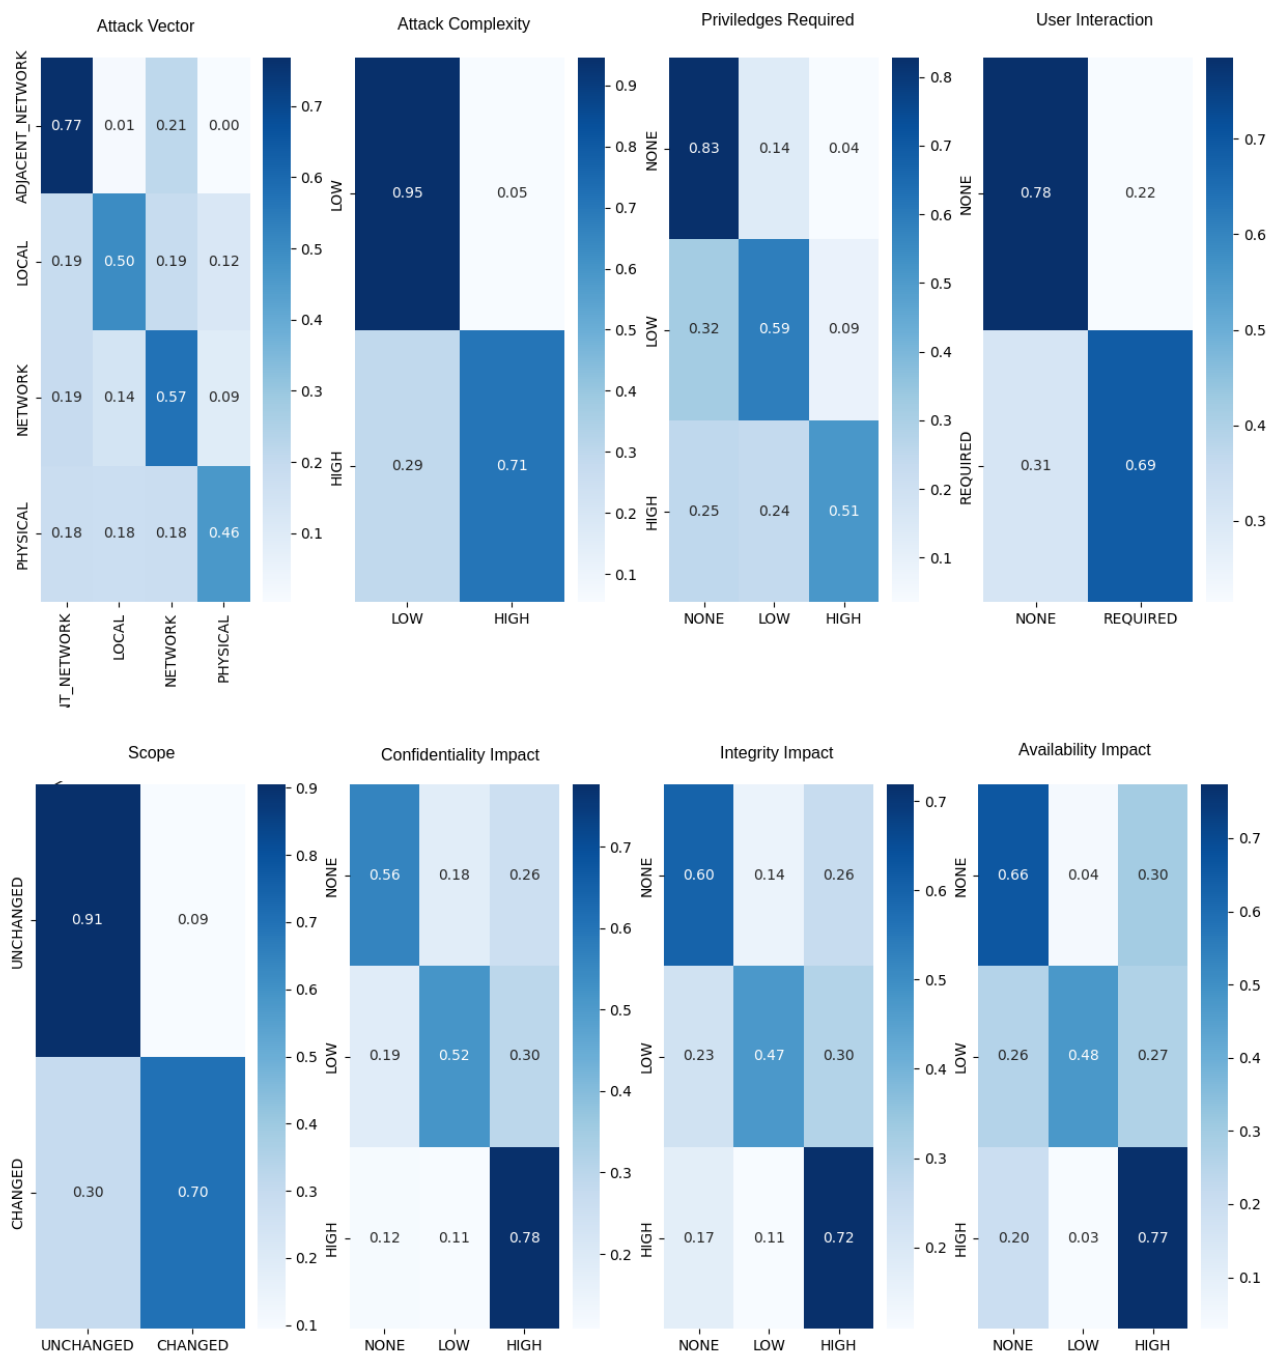 Attack Vector
ADJACENT_NETWORK
LOCAL
NETWORK
PHYSICAL
0.77 0.01 0.21 0.00
0.19 0.50 0.19 0.12
0.19 0.14 0.57 0.09
0.18 0.18 0.18 0.46
IT_NETWORK
LOCAL
NETWORK
PHYSICAL
0.7
0.6
0.5
0.4
0.3
0.2
0.1
Attack Complexity
LOW
HIGH
0.95 0.05
0.29 0.71
LOW HIGH
0.9
0.8
0.7
0.6
0.5
0.4
0.3
0.2
0.1
Priviledges Required
NONE
LOW
HIGH
0.83 0.14 0.04
0.32 0.59 0.09
0.25 0.24 0.51
NONE LOW HIGH
0.8
0.7
0.6
0.5
0.4
0.3
0.2
0.1
User Interaction
NONE
REQUIRED
0.78 0.22
0.31 0.69
NONE REQUIRED
0.7
0.6
0.5
0.4
0.3
Scope
UNCHANGED
CHANGED
0.91 0.09
0.30 0.70
UNCHANGED CHANGED
0.9
0.8
0.7
0.6
0.5
0.4
0.3
0.2
0.1
Confidentiality Impact
NONE
LOW
HIGH
0.56 0.18 0.26
0.19 0.52 0.30
0.12 0.11 0.78
NONE LOW HIGH
0.7
0.6
0.5
0.4
0.3
0.2
Integrity Impact
NONE
LOW
HIGH
0.60 0.14 0.26
0.23 0.47 0.30
0.17 0.11 0.72
NONE LOW HIGH
0.7
0.6
0.5
0.4
0.3
0.2
Availability Impact
NONE
LOW
HIGH
0.66 0.04 0.30
0.26 0.48 0.27
0.20 0.03 0.77
NONE LOW HIGH
0.7
0.6
0.5
0.4
0.3
0.2
0.1